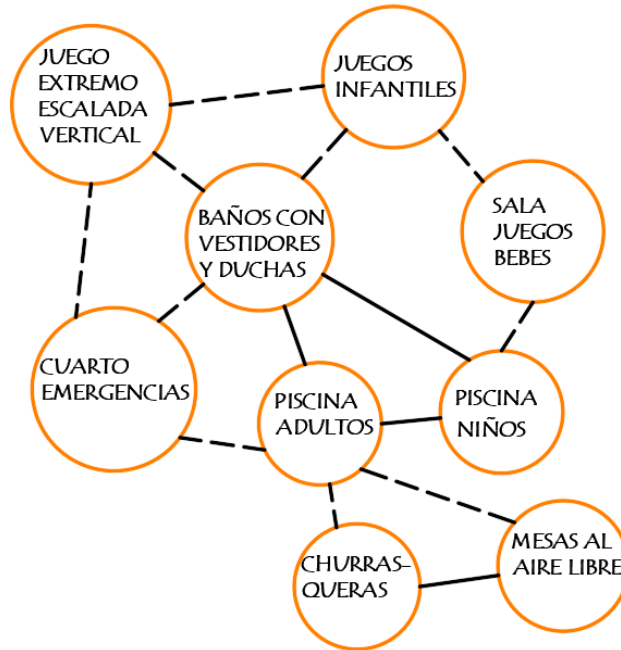 JUEGO
EXTREMO
ESCALADA
VERTICAL
JUEGOS
INFANTILES
BAÑOS CON
VESTIDORES
Y DUCHAS
SALA
JUEGOS
BEBES
CUARTO
EMERGENCIAS
PISCINA
ADULTOS
PISCINA
NIÑOS
CHURRAS-
QUERAS
MESAS AL
AIRE LIBRE